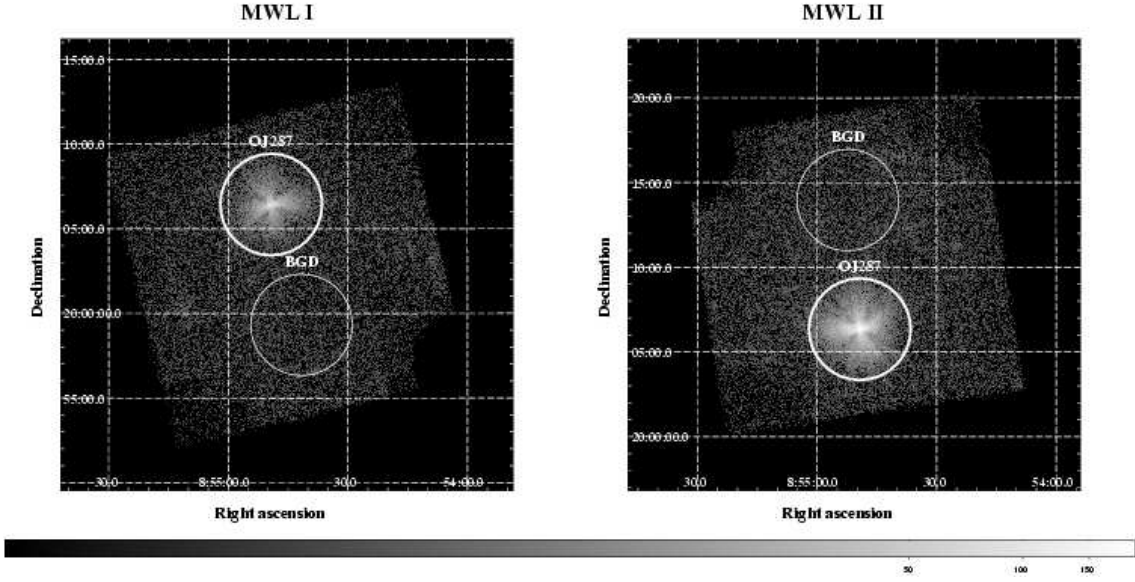 MWL I
MWL II
15:00.0
10:00.0
05:00.0
20:00:00.0
55:00.0
OJ287
BGD
30.0
8:55:00.0
30.0
54:00.0
Declination
Right ascension
20:00.0
15:00.0
10:00.0
05:00.0
20:00:00.0
BGD
OJ287
30.0
8:55:00.0
30.0
54:00.0
Declination
Right ascension
50
100
150